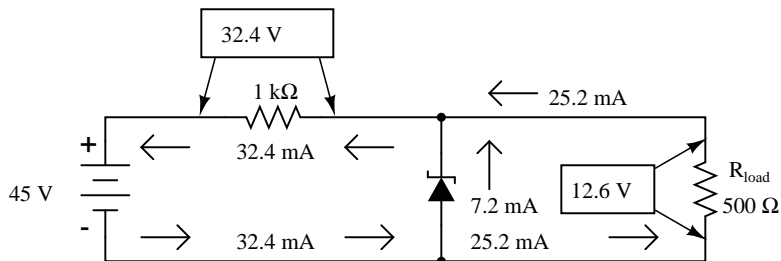 32.4 V
1 kΩ
25.2 mA
+
32.4 mA
45 V
12.6 V
R_load
500 Ω
7.2 mA
-
32.4 mA
25.2 mA